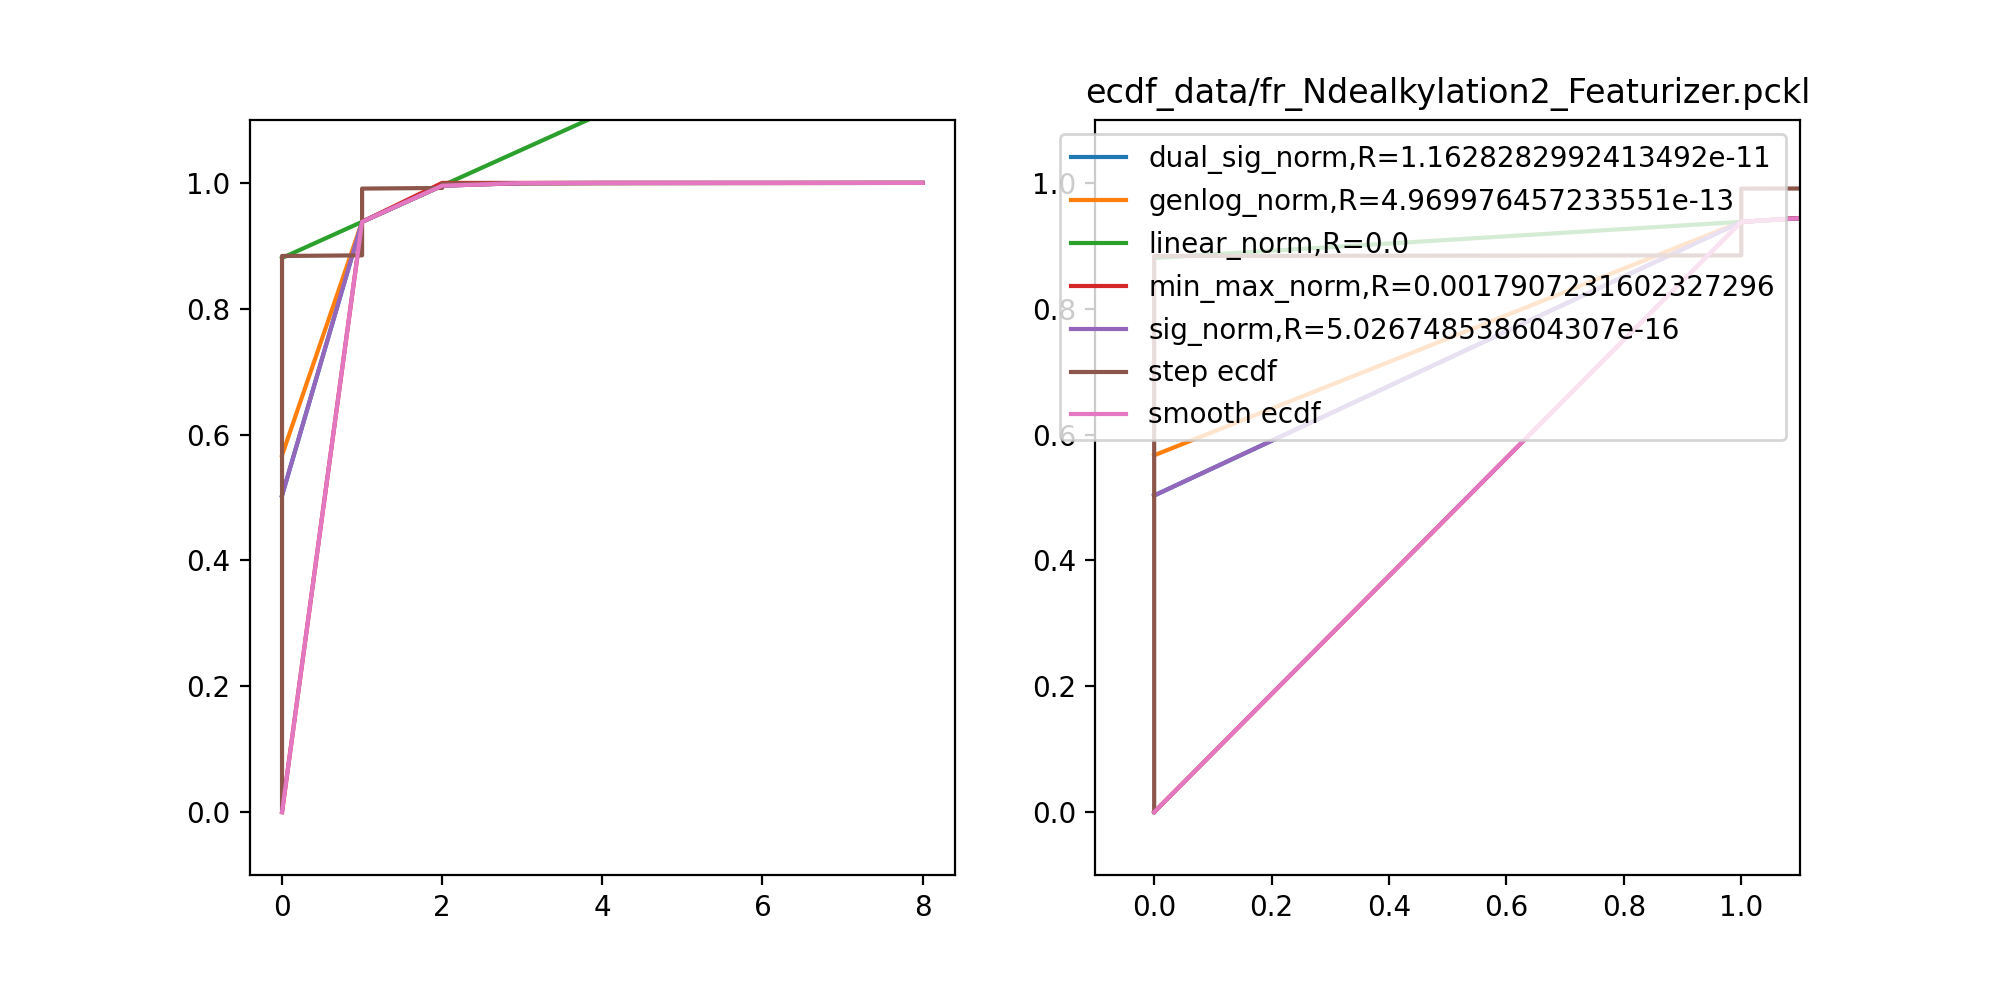 ecdf_data/fr_Ndealkylation2_Featurizer.pckl
1.0
0.8
0.6
0.4
0.2
0.0
0 2 4 6 8
dual_sig_norm,R=1.1628282992413492e-11
genlog_norm,R=4.969976457233551e-13
linear_norm,R=0.0
min_max_norm,R=0.0017907231602327296
sig_norm,R=5.026748538604307e-16
step ecdf
smooth ecdf
1.0
0.8
0.6
0.4
0.2
0.0
0.0 0.2 0.4 0.6 0.8 1.0